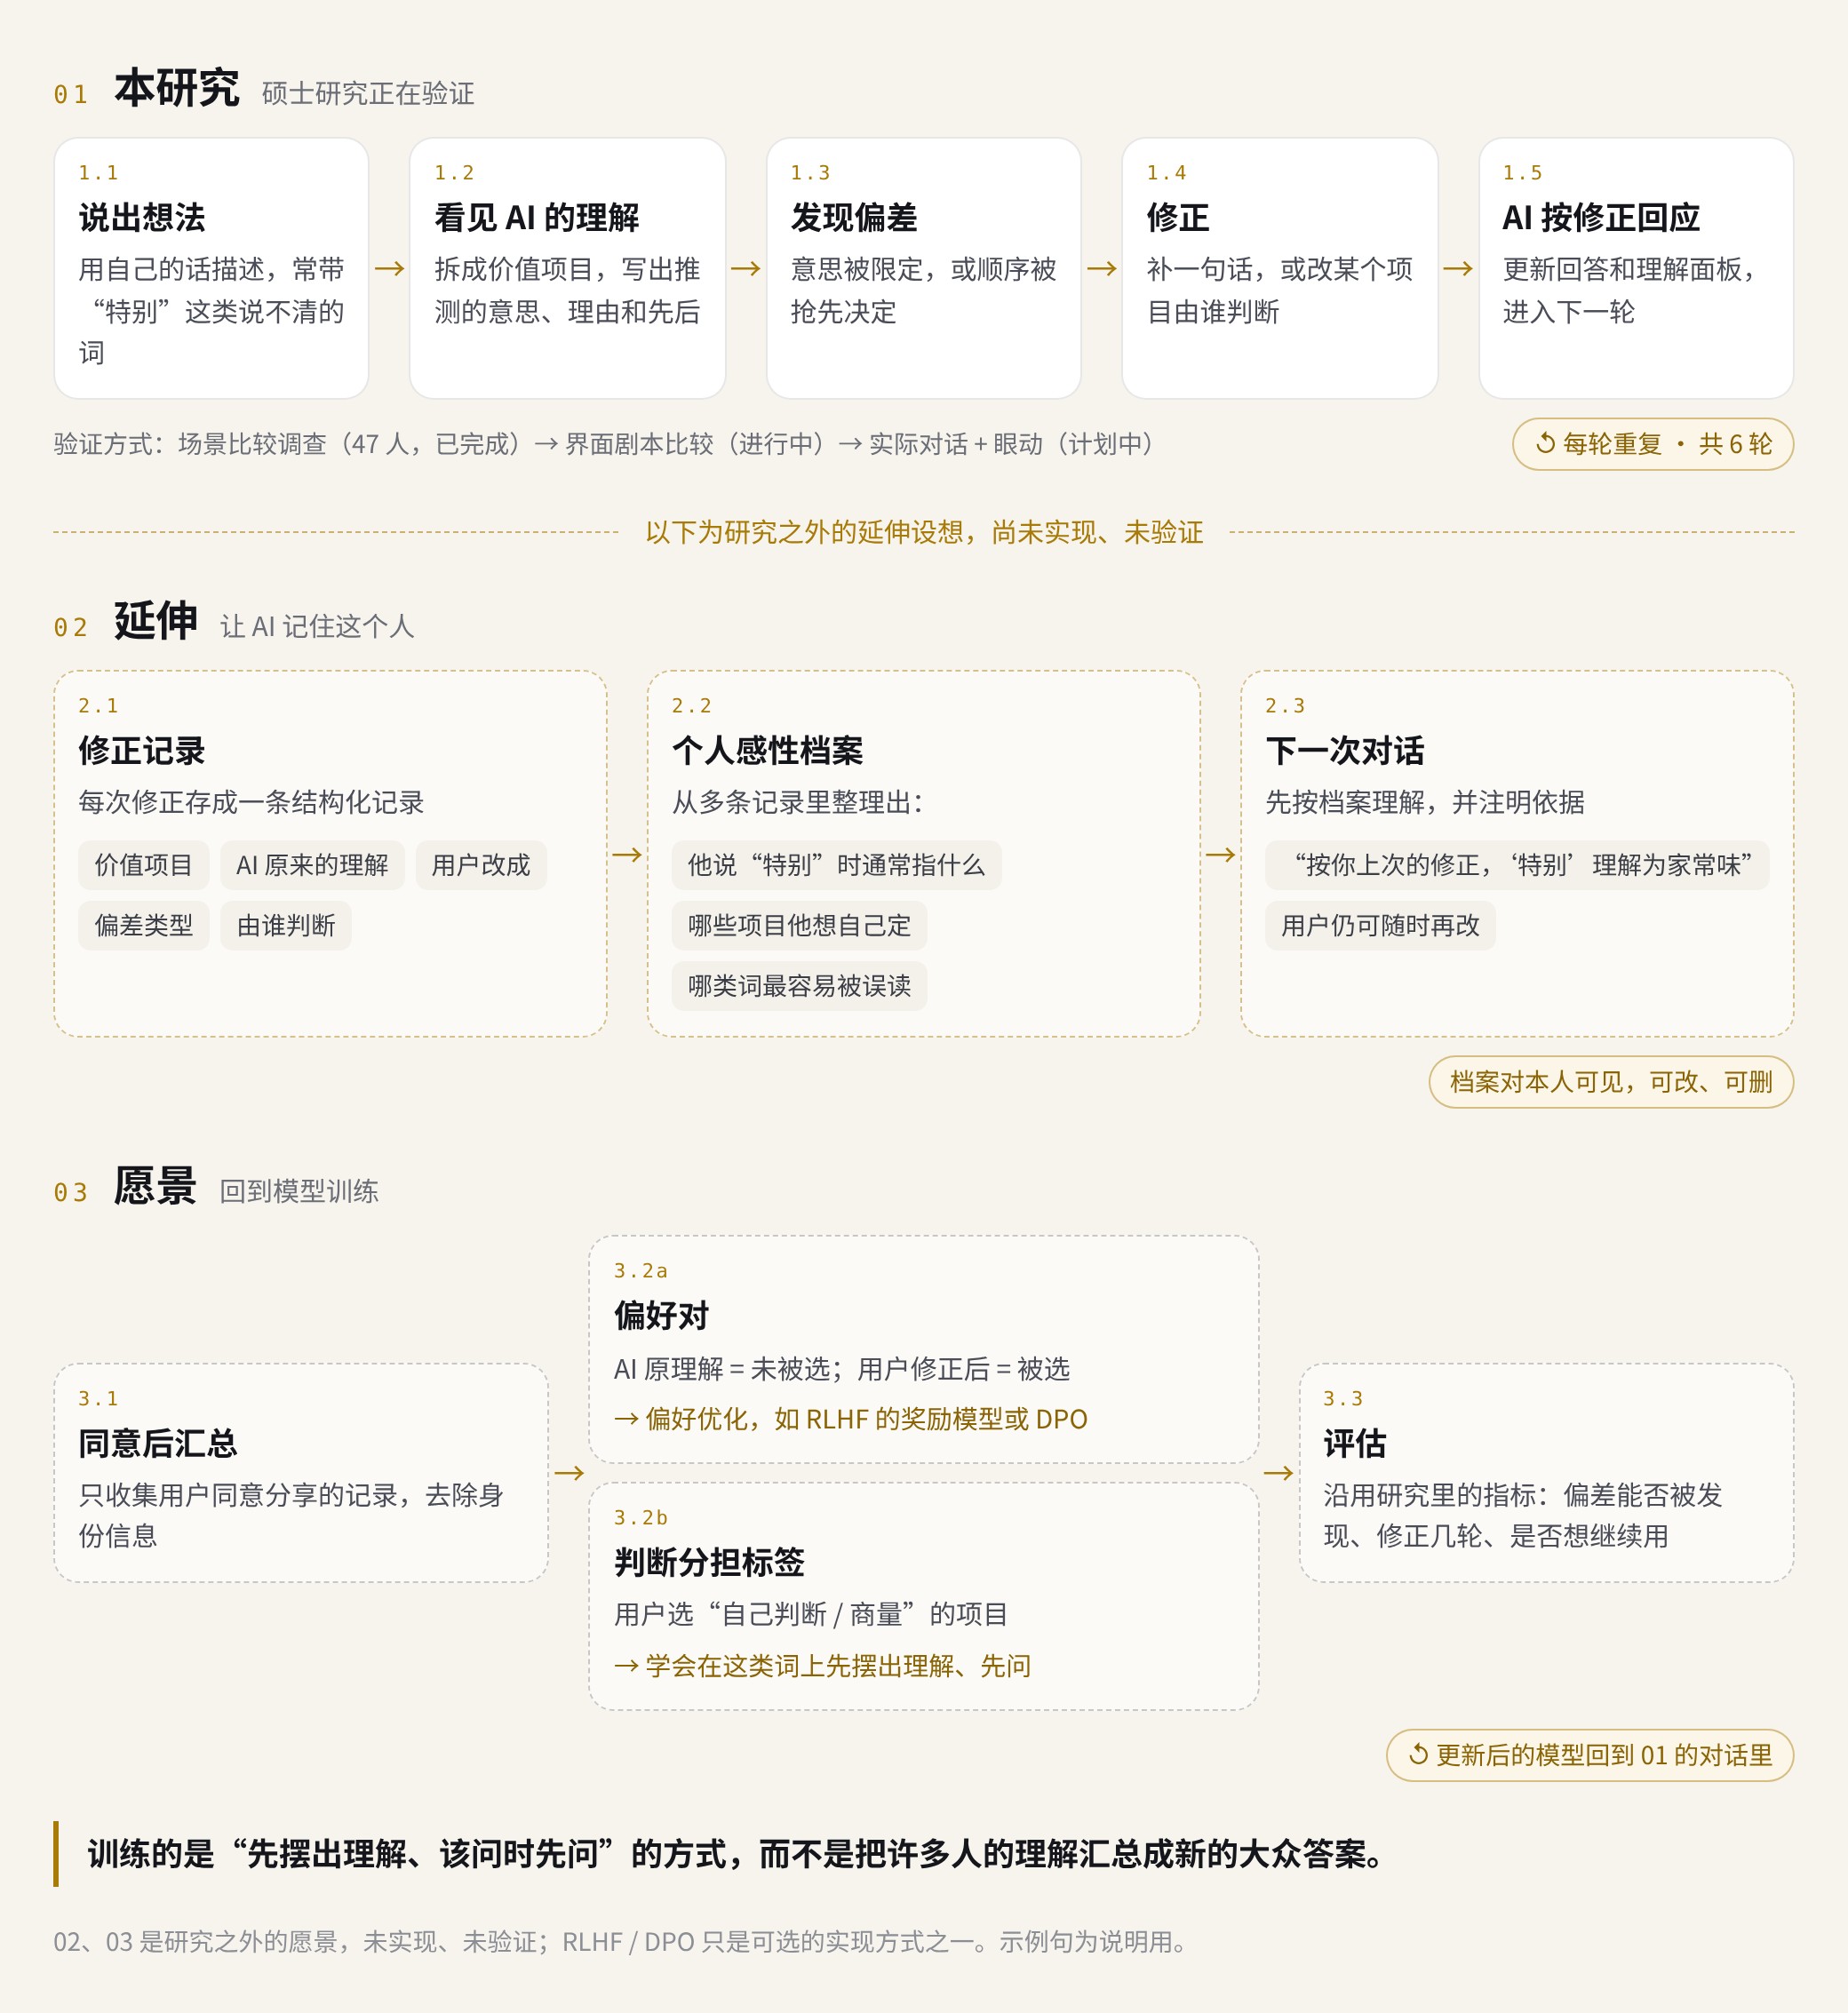 01 本研究 硕士研究正在验证
1.1
说出想法
用自己的话描述，常带
“特别”这类说不清的
词
→
1.2
看见 AI 的理解
拆成价值项目，写出推
测的意思、理由和先后
→
1.3
发现偏差
意思被限定，或顺序被
抢先决定
→
1.4
修正
补一句话，或改某个项
目由谁判断
→
1.5
AI 按修正回应
更新回答和理解面板，
进入下一轮
验证方式：场景比较调查（47 人，已完成）→ 界面剧本比较（进行中）→ 实际对话 + 眼动（计划中）
↺ 每轮重复 · 共 6 轮
以下为研究之外的延伸设想，尚未实现、未验证
02 延伸 让 AI 记住这个人
2.1
修正记录
每次修正存成一条结构化记录
价值项目 AI 原来的理解 用户改成
偏差类型 由谁判断
→
2.2
个人感性档案
从多条记录里整理出：
他说“特别”时通常指什么
哪些项目他想自己定
哪类词最容易被误读
→
2.3
下一次对话
先按档案理解，并注明依据
“按你上次的修正，‘特别’理解为家常味”
用户仍可随时再改
档案对本人可见，可改、可删
03 愿景 回到模型训练
3.1
同意后汇总
只收集用户同意分享的记录，去除身
份信息
→
3.2a
偏好对
AI 原理解 = 未被选；用户修正后 = 被选
→ 偏好优化，如 RLHF 的奖励模型或 DPO
3.2b
判断分担标签
用户选“自己判断 / 商量”的项目
→ 学会在这类词上先摆出理解、先问
→
3.3
评估
沿用研究里的指标：偏差能否被发
现、修正几轮、是否想继续用
↺ 更新后的模型回到 01 的对话里
训练的是“先摆出理解、该问时先问”的方式，而不是把许多人的理解汇总成新的大众答案。
02、03 是研究之外的愿景，未实现、未验证；RLHF / DPO 只是可选的实现方式之一。示例句为说明用。